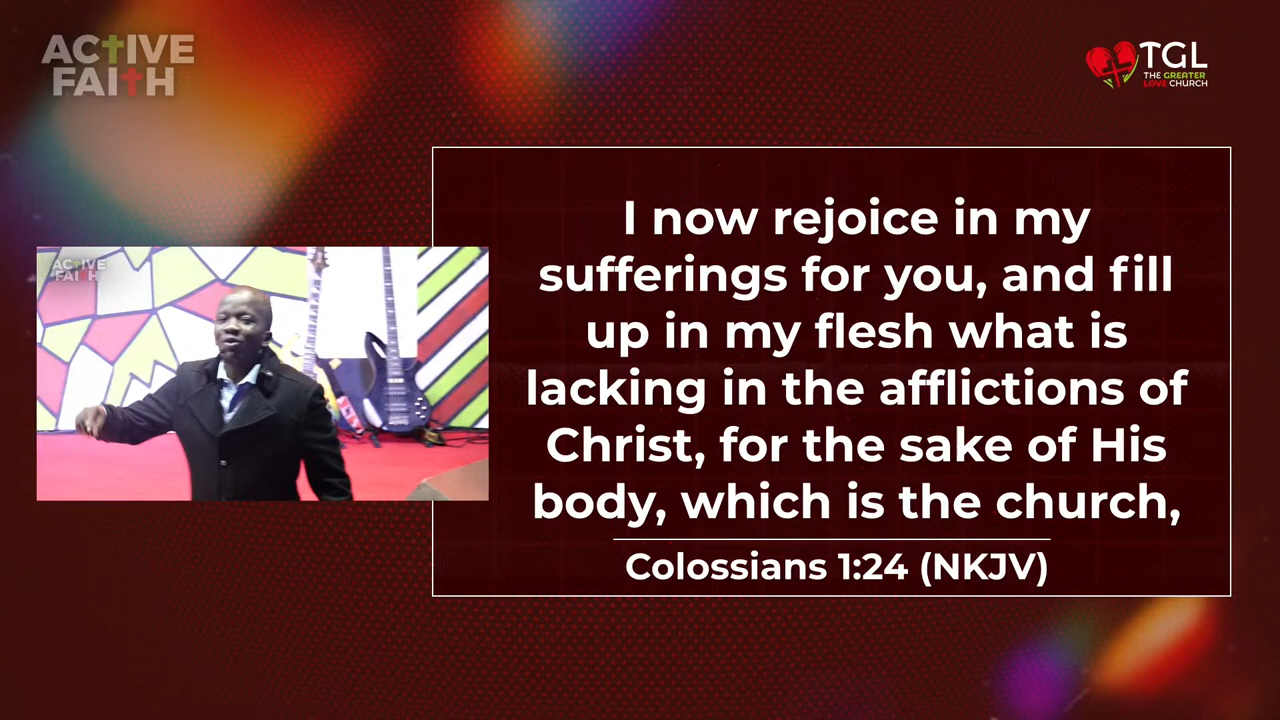 ACTIVE
FAITH
TGL
THE GREATER
LOVE CHURCH
ACTIVE
FAITH
I now rejoice in my
sufferings for you, and fill
up in my flesh what is
lacking in the afflictions of
Christ, for the sake of His
body, which is the church,
Colossians 1:24 (NKJV)